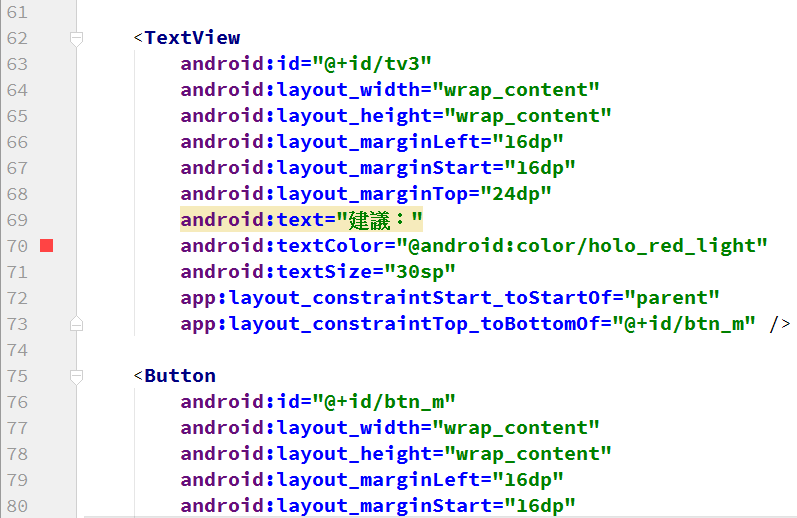 61
62 <TextView
63 android:id="@+id/tv3"
64 android:layout_width="wrap_content"
65 android:layout_height="wrap_content"
66 android:layout_marginLeft="16dp"
67 android:layout_marginStart="16dp"
68 android:layout_marginTop="24dp"
69 android:text="建議："
70 android:textColor="@android:color/holo_red_light"
71 android:textSize="30sp"
72 app:layout_constraintStart_toStartOf="parent"
73 app:layout_constraintTop_toBottomOf="@+id/btn_m" />
74
75 <Button
76 android:id="@+id/btn_m"
77 android:layout_width="wrap_content"
78 android:layout_height="wrap_content"
79 android:layout_marginLeft="16dp"
80 android:layout_marginStart="16dp"